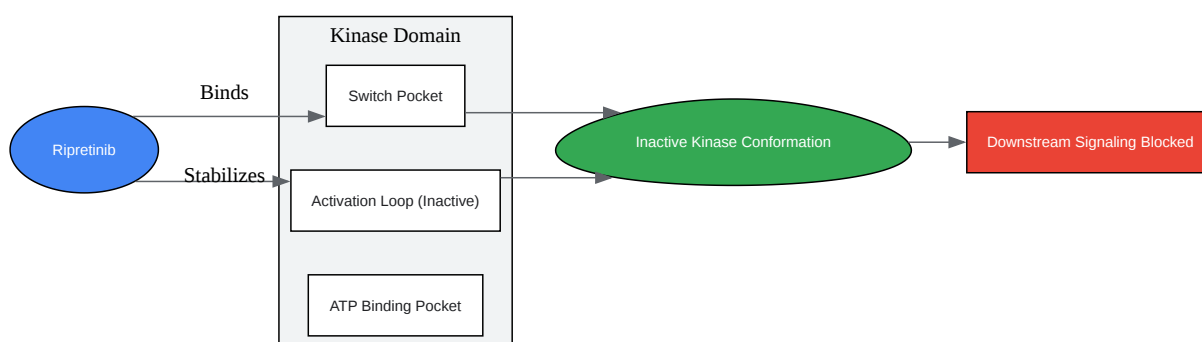 Kinase Domain
Binds
Switch Pocket
Ripretinib
Inactive Kinase Conformation
Downstream Signaling Blocked
Stabilizes
Activation Loop (Inactive)
ATP Binding Pocket